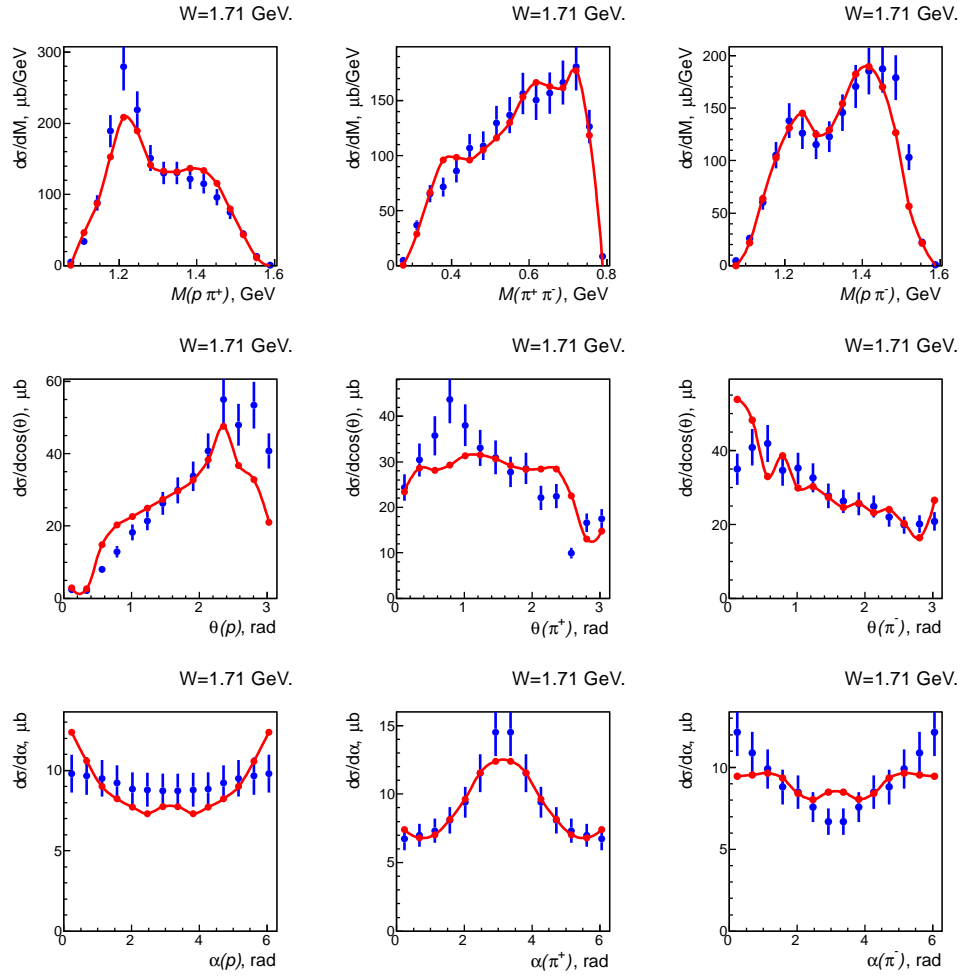 W=1.71 GeV.
W=1.71 GeV.
W=1.71 GeV.
dσ/dM, μb/GeV
300
200
100
0
1.2
1.4
1.6
M(p π⁺), GeV
dσ/dM, μb/GeV
150
100
50
0
0.4
0.6
0.8
M(π⁺ π⁻), GeV
dσ/dM, μb/GeV
200
150
100
50
0
1.2
1.4
1.6
M(p π⁻), GeV
W=1.71 GeV.
W=1.71 GeV.
W=1.71 GeV.
dσ/dcos(θ), μb
60
40
20
0
0
1
2
3
θ(p), rad
dσ/dcos(θ), μb
40
30
20
10
0
0
1
2
3
θ(π⁺), rad
dσ/dcos(θ), μb
40
20
0
0
1
2
3
θ(π⁻), rad
W=1.71 GeV.
W=1.71 GeV.
W=1.71 GeV.
dσ/dα, μb
10
5
0
0
2
4
6
α(p), rad
dσ/dα, μb
15
10
5
0
0
2
4
6
α(π⁺), rad
dσ/dα, μb
10
5
0
0
2
4
6
α(π⁻), rad